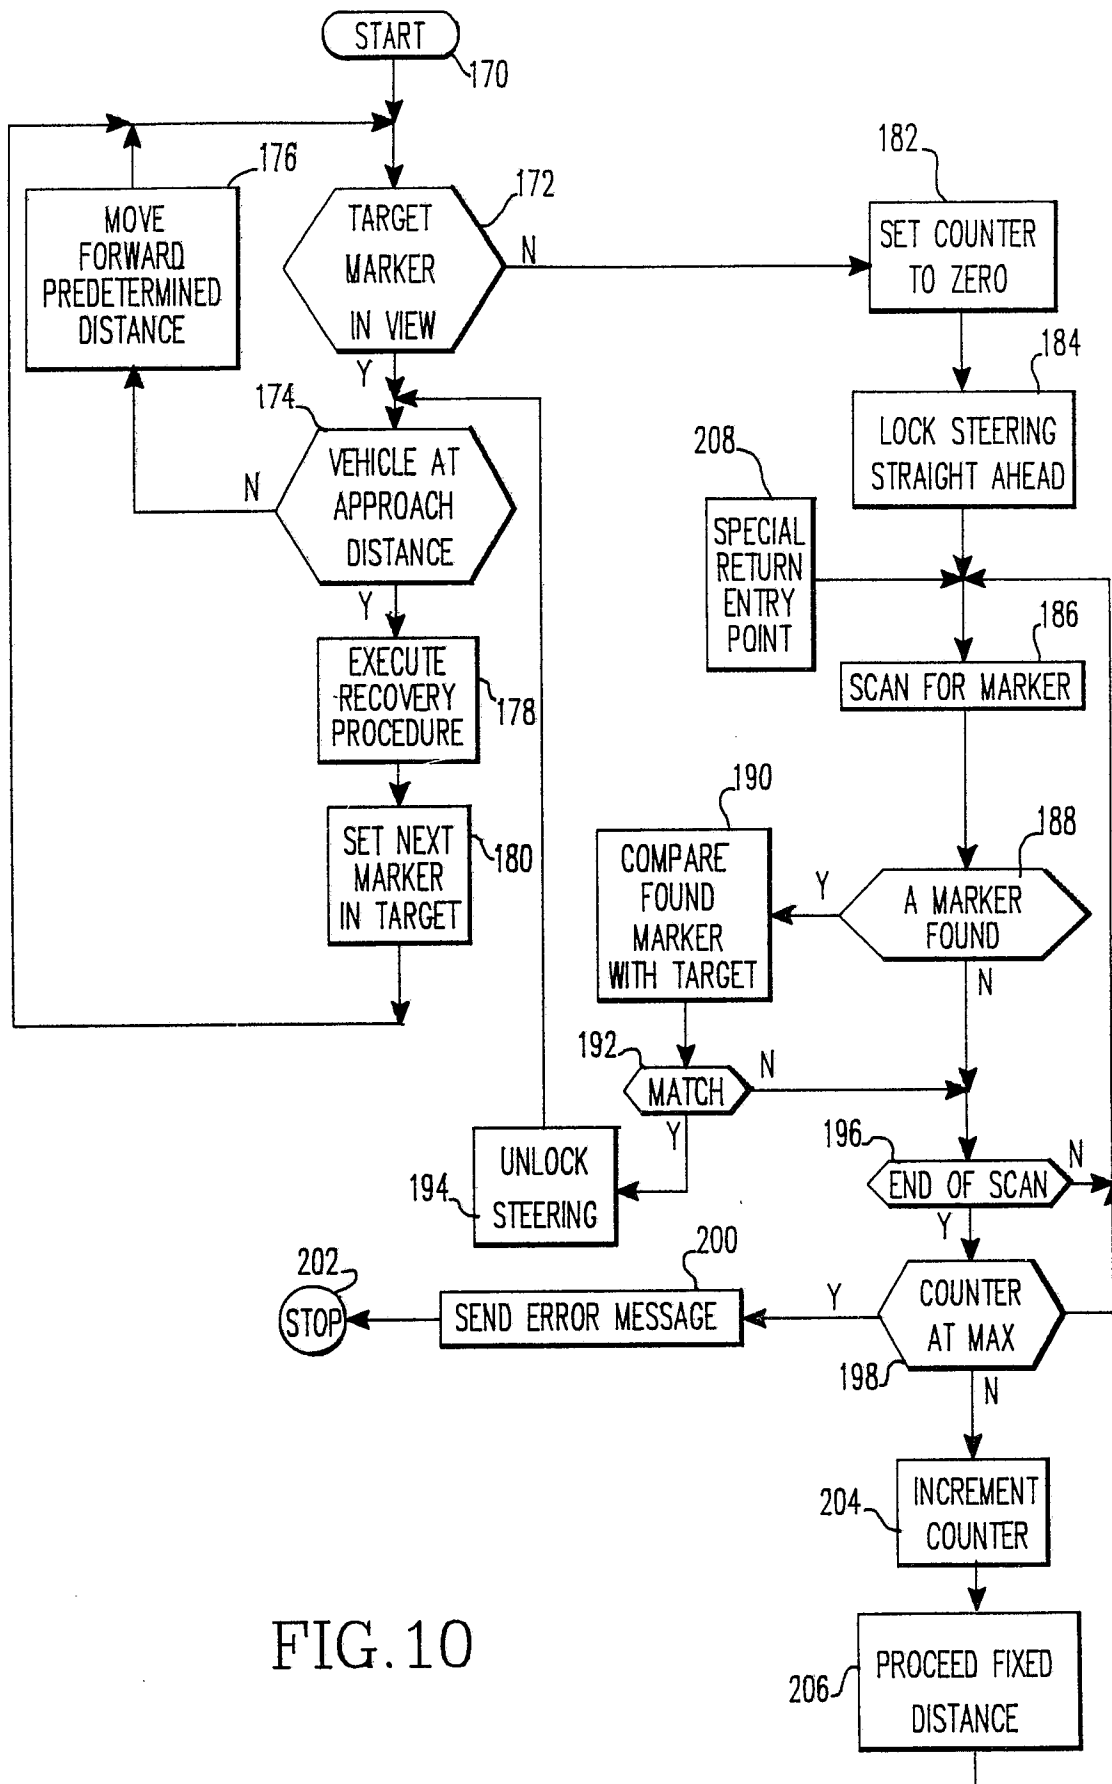 START
170
176
MOVE
FORWARD
PREDETERMINED
DISTANCE
172
TARGET
MARKER
IN VIEW
N
Y
182
SET COUNTER
TO ZERO
184
LOCK STEERING
STRAIGHT AHEAD
174
VEHICLE AT
APPROACH
DISTANCE
N
Y
208
SPECIAL
RETURN
ENTRY
POINT
186
SCAN FOR MARKER
EXECUTE
RECOVERY
PROCEDURE
178
SET NEXT
MARKER
IN TARGET
180
190
COMPARE
FOUND
MARKER
WITH TARGET
188
A MARKER
FOUND
Y
N
192
MATCH
N
Y
UNLOCK
STEERING
194
196
END OF SCAN
N
Y
202
STOP
200
SEND ERROR MESSAGE
Y
COUNTER
AT MAX
198
N
INCREMENT
COUNTER
204
PROCEED FIXED
DISTANCE
206
FIG.10